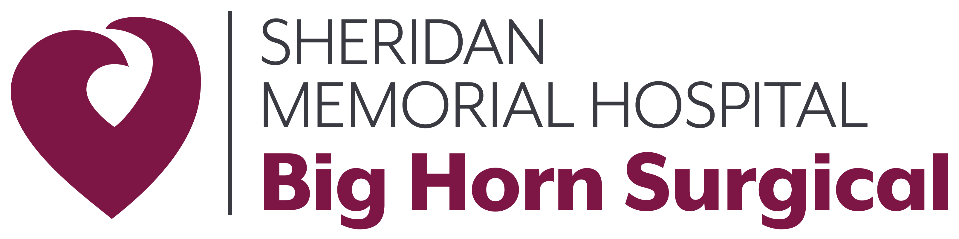 SHERIDAN
MEMORIAL HOSPITAL
Big Horn Surgical